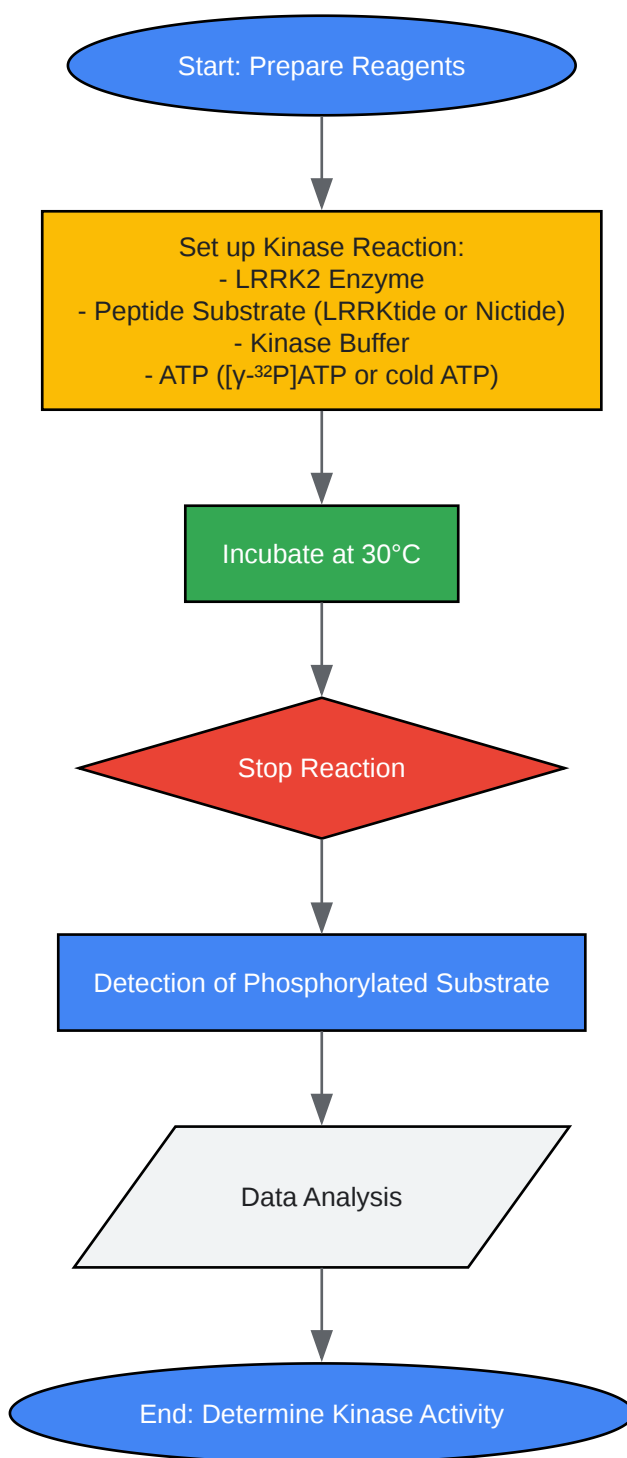 Start: Prepare Reagents
Set up Kinase Reaction:
- LRRK2 Enzyme
- Peptide Substrate (LRRKtide or Nictide)
- Kinase Buffer
- ATP ([γ-³²P]ATP or cold ATP)
Incubate at 30°C
Stop Reaction
Detection of Phosphorylated Substrate
Data Analysis
End: Determine Kinase Activity